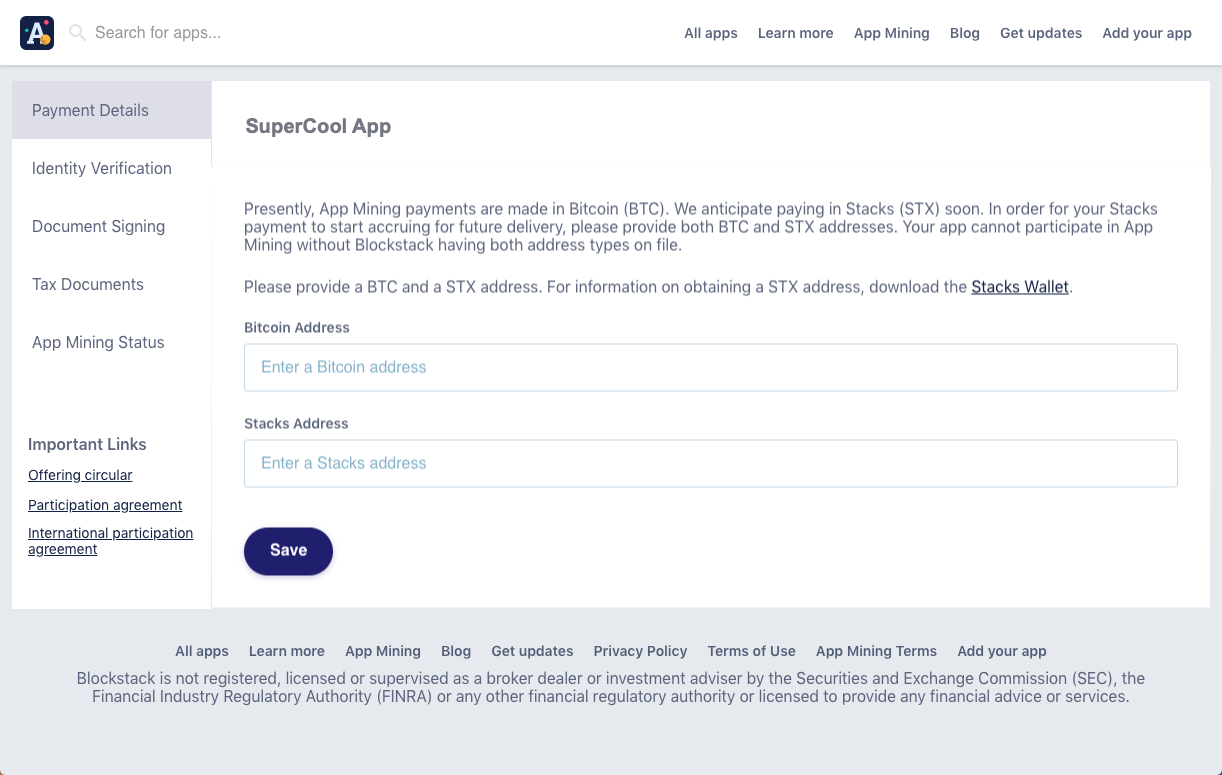 A
Search for apps...
All apps
Learn more
App Mining
Blog
Get updates
Add your app
Payment Details
Identity Verification
Document Signing
Tax Documents
App Mining Status
Important Links
Offering circular
Participation agreement
International participation
agreement
SuperCool App
Presently, App Mining payments are made in Bitcoin (BTC). We anticipate paying in Stacks (STX) soon. In order for your Stacks
payment to start accruing for future delivery, please provide both BTC and STX addresses. Your app cannot participate in App
Mining without Blockstack having both address types on file.
Please provide a BTC and a STX address. For information on obtaining a STX address, download the Stacks Wallet.
Bitcoin Address
Enter a Bitcoin address
Stacks Address
Enter a Stacks address
Save
All apps
Learn more
App Mining
Blog
Get updates
Privacy Policy
Terms of Use
App Mining Terms
Add your app
Blockstack is not registered, licensed or supervised as a broker dealer or investment adviser by the Securities and Exchange Commission (SEC), the
Financial Industry Regulatory Authority (FINRA) or any other financial regulatory authority or licensed to provide any financial advice or services.